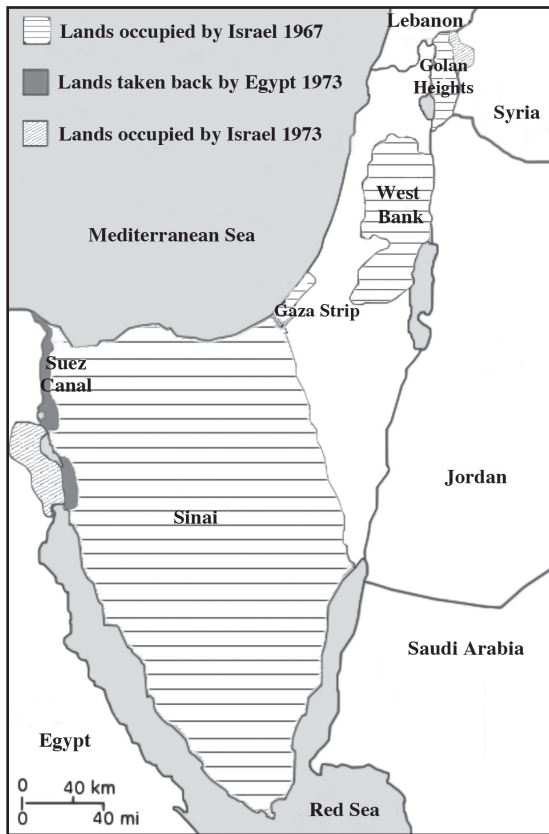 Lands occupied by Israel 1967
Lands taken back by Egypt 1973
Lands occupied by Israel 1973
Lebanon
Golan
Heights
Syria
West
Bank
Mediterranean Sea
Gaza Strip
Suez
Canal
Jordan
Sinai
Saudi Arabia
Egypt
0 40 km
0 40 mi
Red Sea